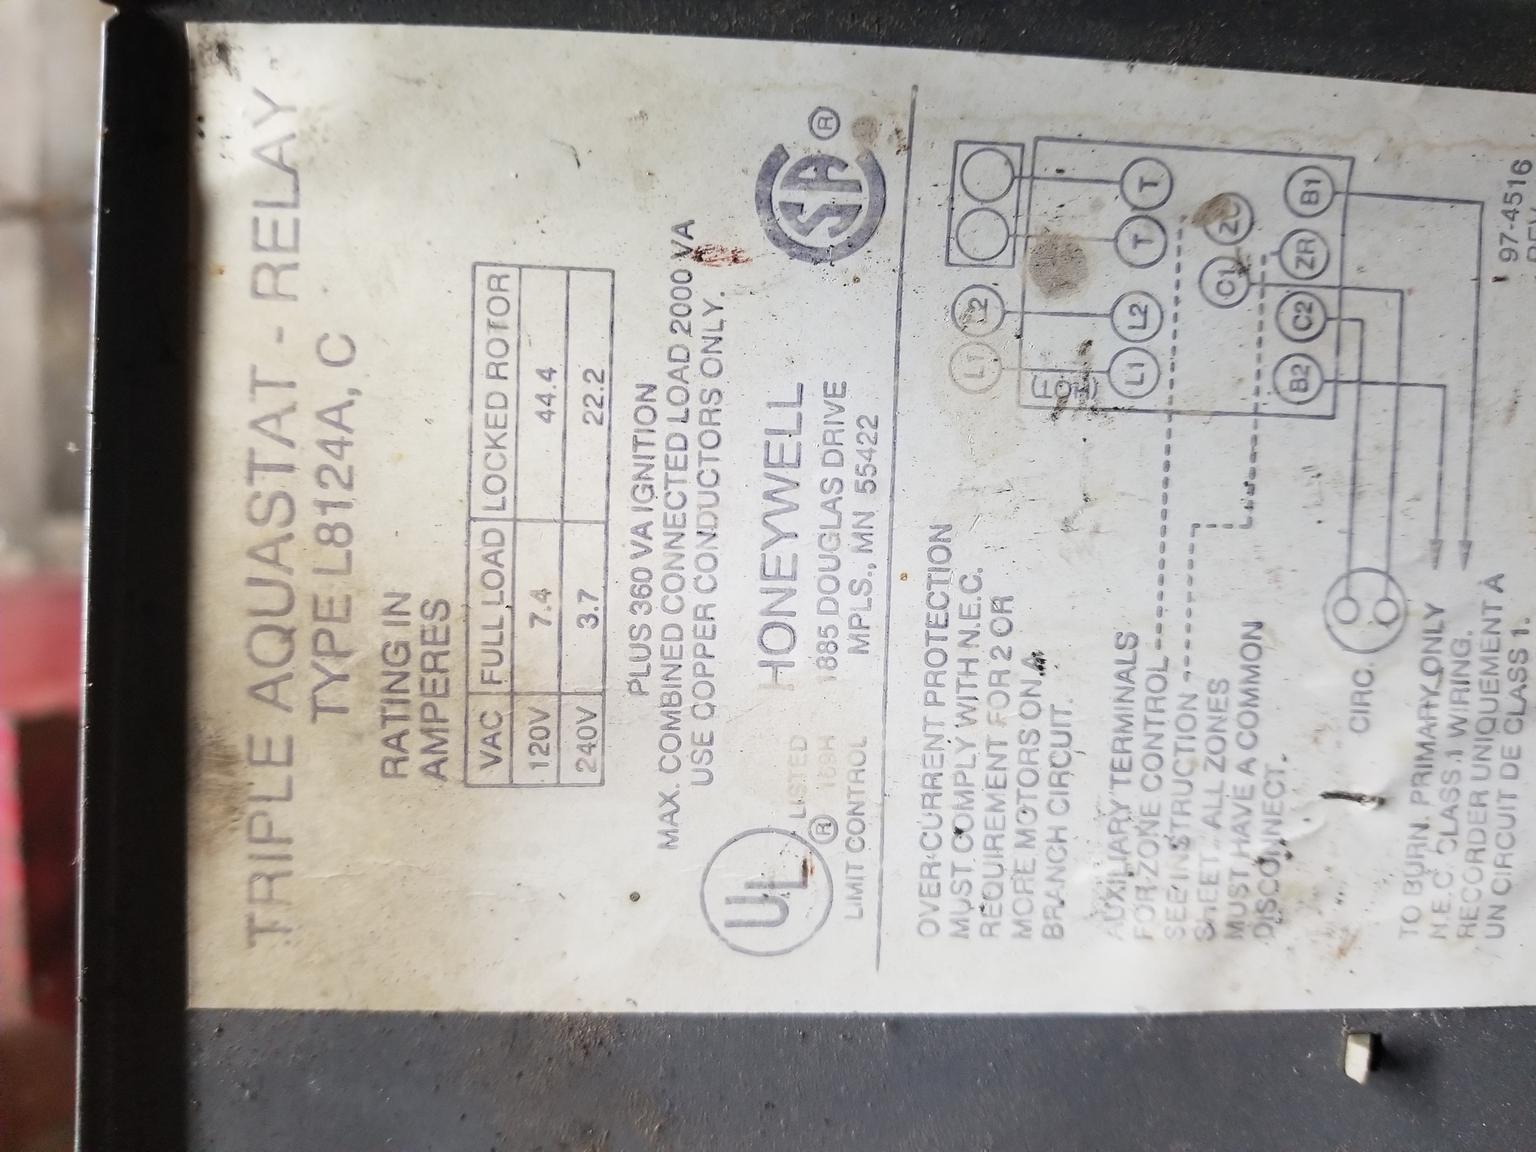 TRIPLE AQUASTAT - RELAY
TYPE L8124A, C
RATING IN
AMPERES
VAC FULL LOAD LOCKED ROTOR
120V 7.4 44.4
240V 3.7 22.2
PLUS 360 VA IGNITION
MAX. COMBINED CONNECTED LOAD 2000 VA
USE COPPER CONDUCTORS ONLY.
UL ® LISTED 169H
LIMIT CONTROL
HONEYWELL
1885 DOUGLAS DRIVE
MPLS., MN 55422
SA ®
OVER-CURRENT PROTECTION
MUST COMPLY WITH N.E.C.
REQUIREMENT FOR 2 OR
MORE MOTORS ON A
BRANCH CIRCUIT.
AUXILIARY TERMINALS
FOR ZONE CONTROL
SEE INSTRUCTION
SHEET. ALL ZONES
MUST HAVE A COMMON
DISCONNECT.
L1 L2
L1 L2 T T
C1
B2 C2 ZR B1
CIRC.
TO BURN. PRIMARY ONLY
N.E.C. CLASS 1 WIRING.
RECORDER UNIQUEMENT A
UN CIRCUIT DE CLASS 1.
97-4516